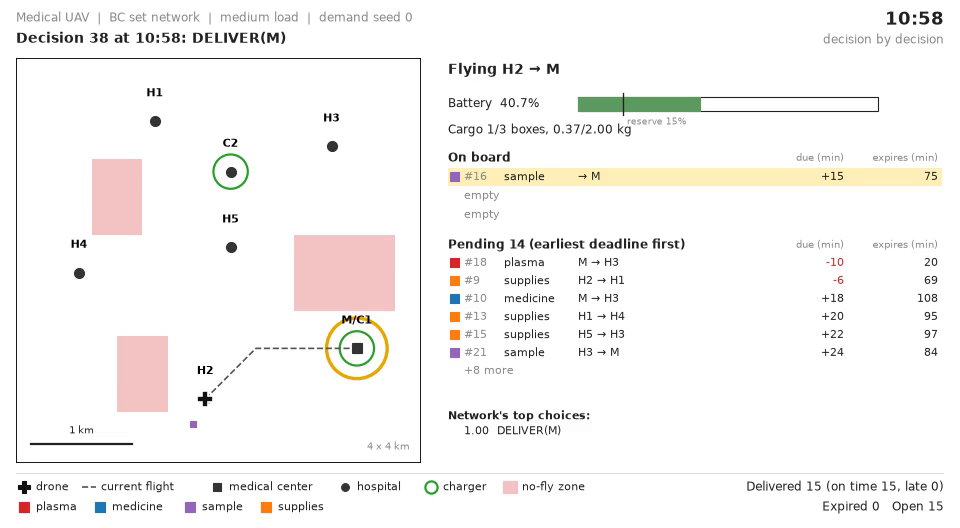 Medical UAV | BC set network | medium load | demand seed 0
10:58
Decision 38 at 10:58: DELIVER(M)
decision by decision
H1
H3
C2
H5
H4
M/C1
H2
1 km
4 x 4 km
Flying H2 → M
Battery 40.7%
reserve 15%
Cargo 1/3 boxes, 0.37/2.00 kg
On board due (min) expires (min)
#16 sample → M +15 75
empty
empty
Pending 14 (earliest deadline first) due (min) expires (min)
#18 plasma M → H3 -10 20
#9 supplies H2 → H1 -6 69
#10 medicine M → H3 +18 108
#13 supplies H1 → H4 +20 95
#15 supplies H5 → H3 +22 97
#21 sample H3 → M +24 84
+8 more
Network's top choices:
1.00 DELIVER(M)
drone current flight medical center hospital charger no-fly zone
plasma medicine sample supplies
Delivered 15 (on time 15, late 0)
Expired 0 Open 15